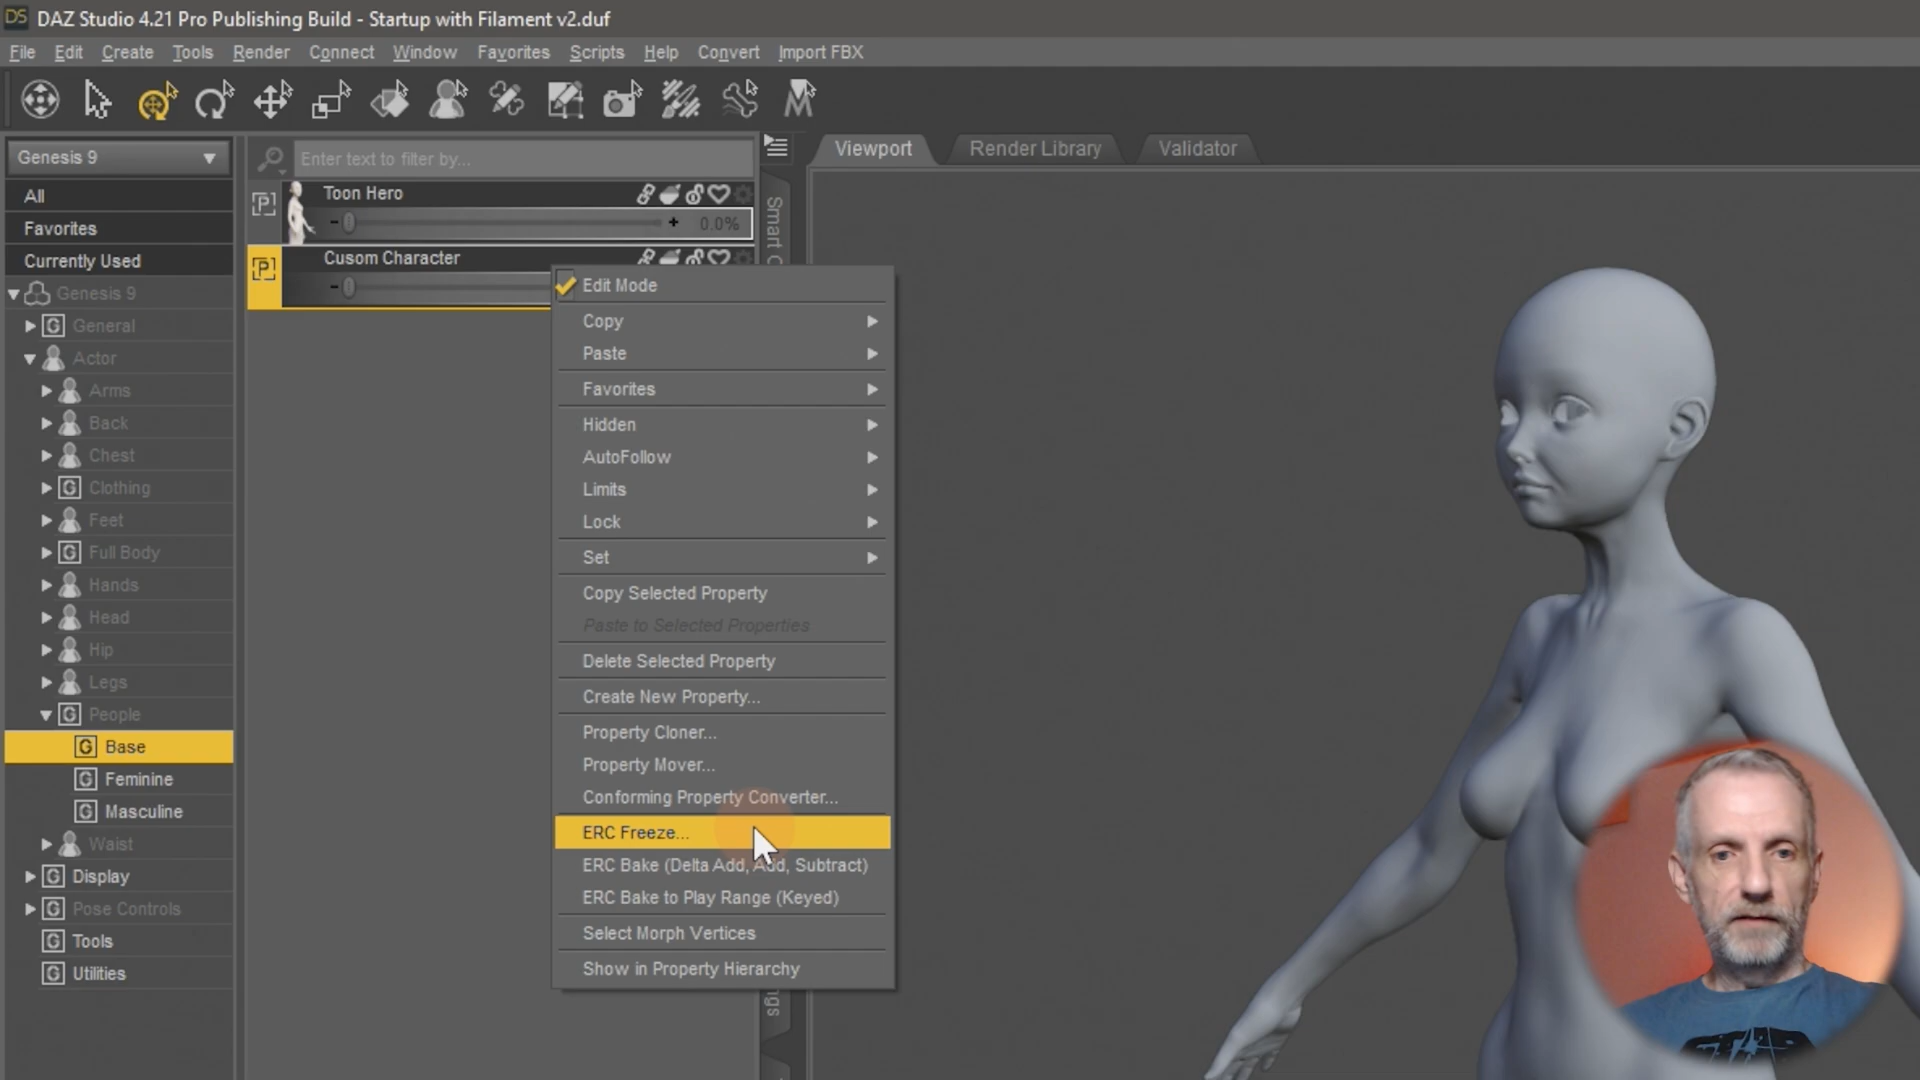 DS DAZ Studio 4.21 Pro Publishing Build - Startup with Filament v2.duf
File Edit Create Tools Render Connect Window Favorites Scripts Help Convert Import FBX
Genesis 9
Enter text to filter by...
Viewport Render Library Validator
All
Favorites
Currently Used
Genesis 9
G General
Actor
Arms
Back
Chest
G Clothing
Feet
G Full Body
Hands
Head
Hip
Legs
G People
G Base
G Feminine
G Masculine
Waist
G Display
G Pose Controls
G Tools
G Utilities
P Toon Hero
- + 0.0%
P Cusom Character
-
Smart C
Edit Mode
Copy
Paste
Favorites
Hidden
AutoFollow
Limits
Lock
Set
Copy Selected Property
Paste to Selected Properties
Delete Selected Property
Create New Property...
Property Cloner...
Property Mover...
Conforming Property Converter...
ERC Freeze...
ERC Bake (Delta Add, Add, Subtract)
ERC Bake to Play Range (Keyed)
Select Morph Vertices
Show in Property Hierarchy
gs